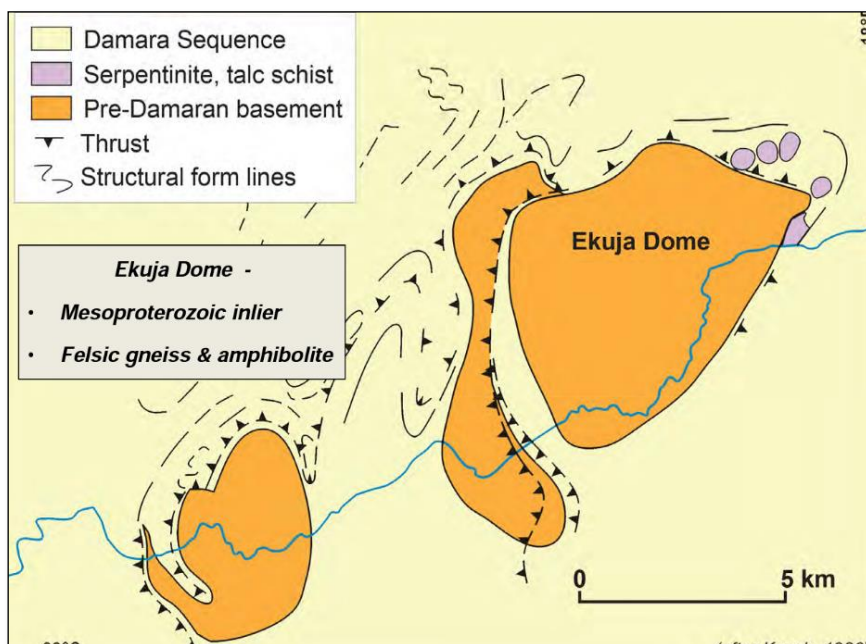 Damara Sequence
Serpentinite, talc schist
Pre-Damaran basement
Thrust
Structural form lines
Ekuja Dome -
• Mesoproterozoic inlier
• Felsic gneiss & amphibolite
Ekuja Dome
0 5 km